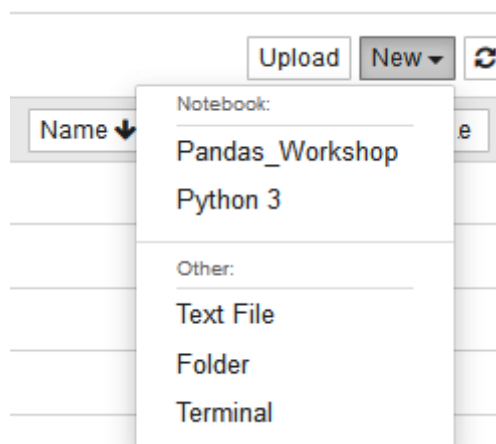 Upload New
Name
Notebook:
Pandas_Workshop
Python 3
Other:
Text File
Folder
Terminal